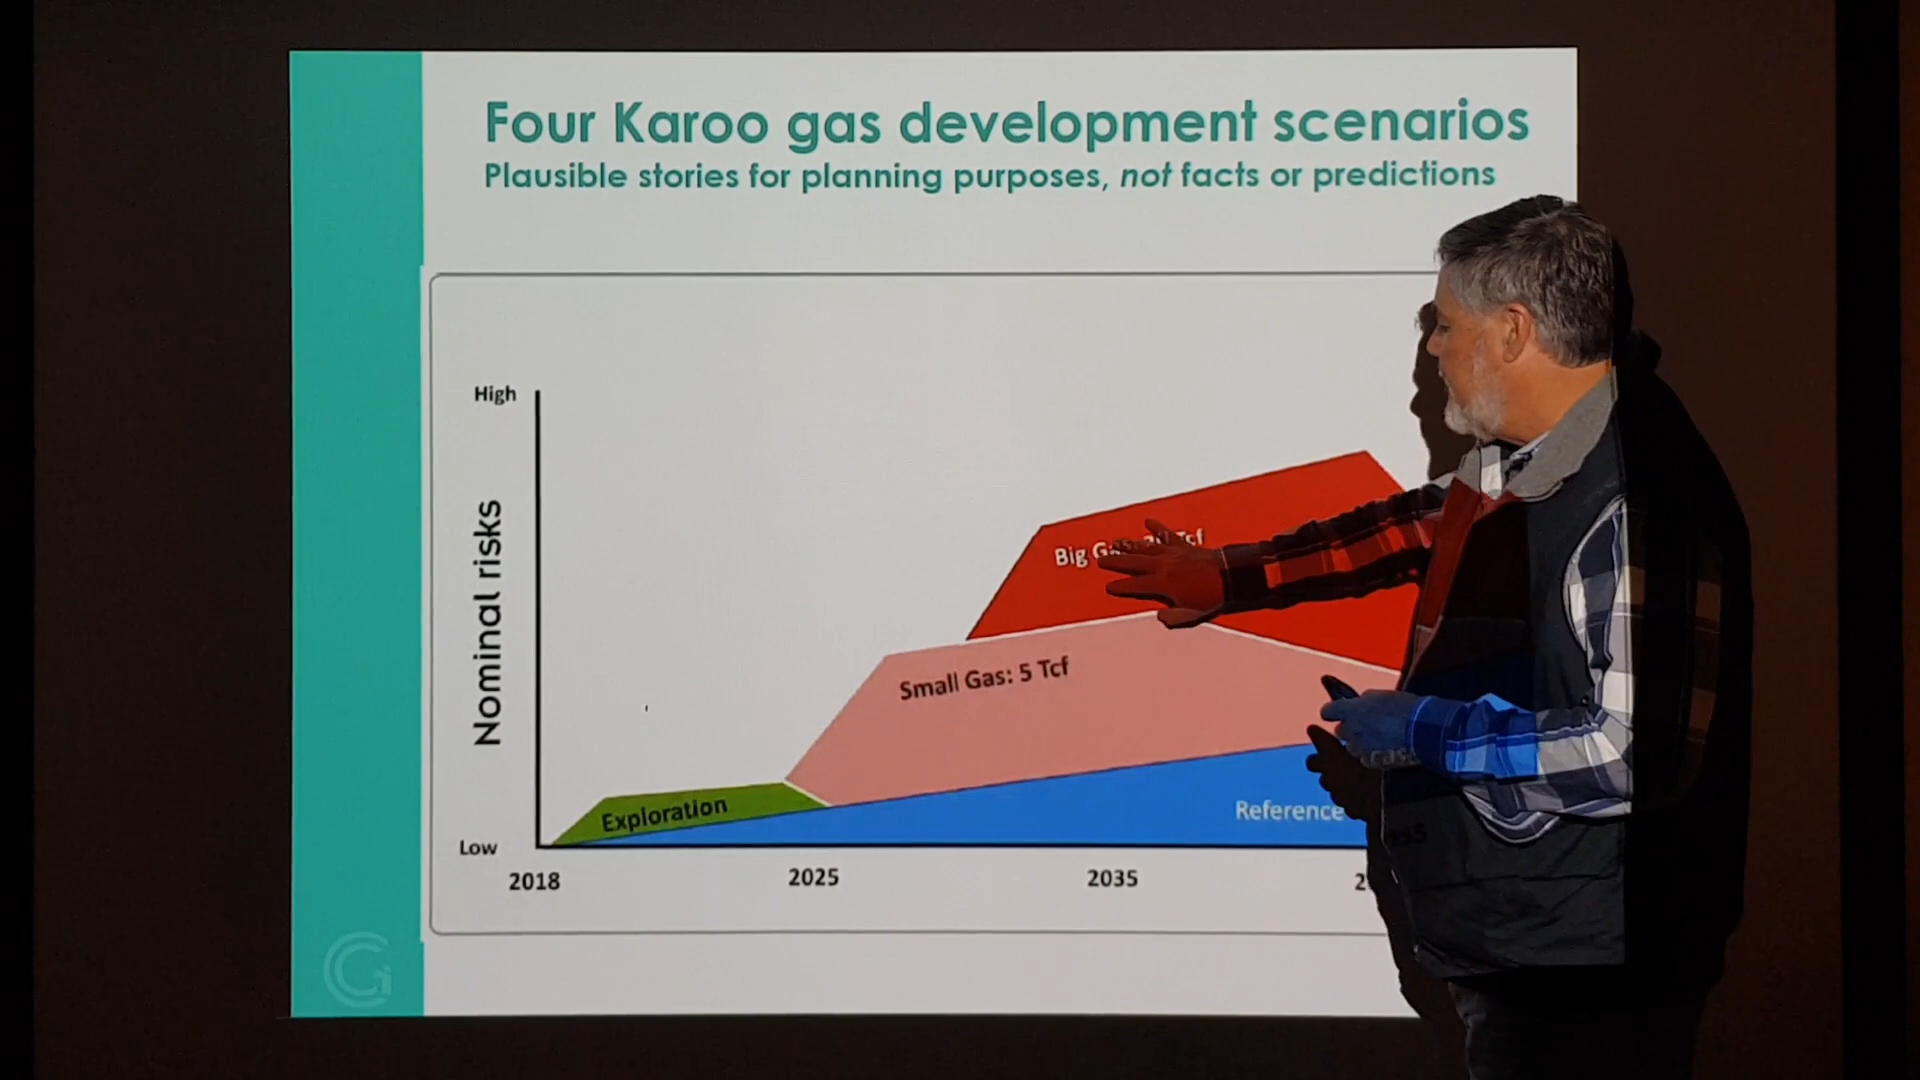 Four Karoo gas development scenarios
Plausible stories for planning purposes, not facts or predictions
High
Nominal risks
Big Tcf
Small Gas: 5 Tcf
Exploration
Reference
Low
2018
2025
2035